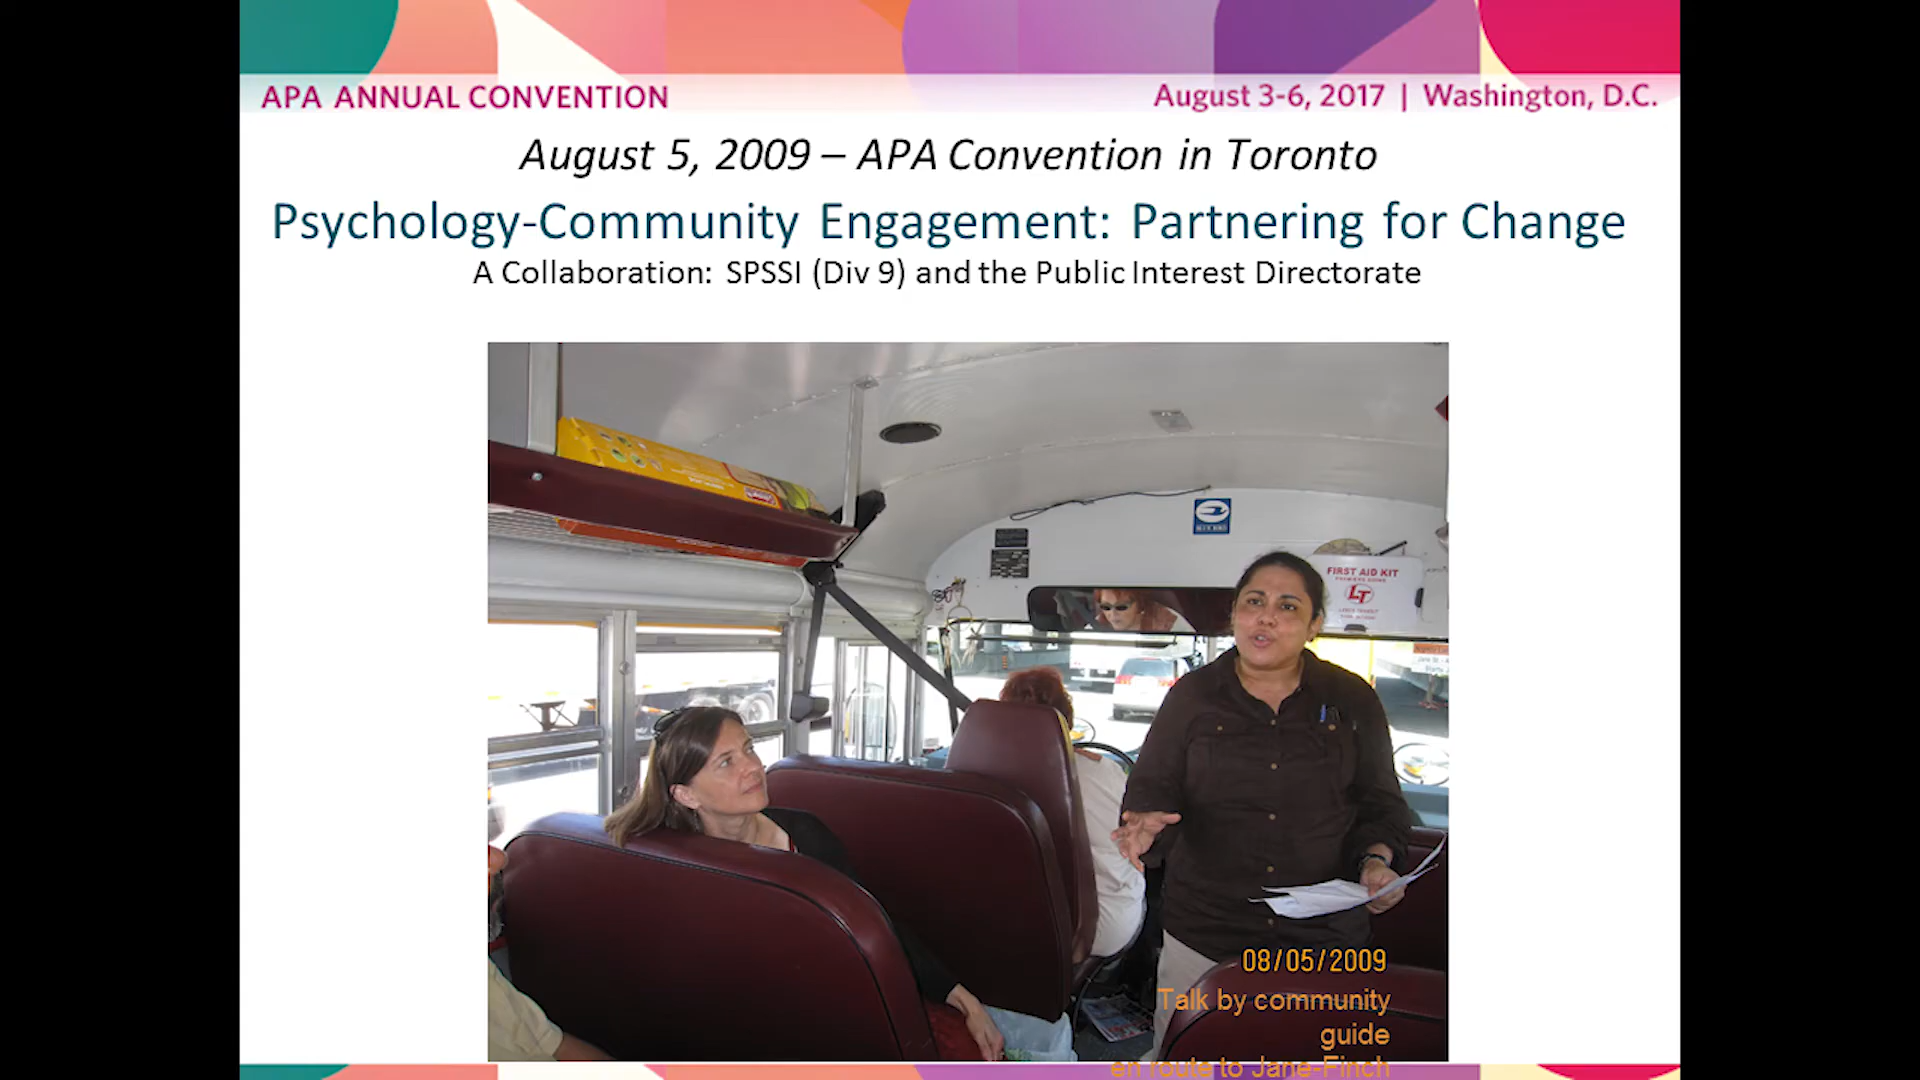 APA ANNUAL CONVENTION
August 3-6, 2017 | Washington, D.C.
August 5, 2009 – APA Convention in Toronto
Psychology-Community Engagement: Partnering for Change
A Collaboration: SPSSI (Div 9) and the Public Interest Directorate
FIRST AID KIT
LT
08/05/2009
Talk by community
guide
en route to Jane-Finch